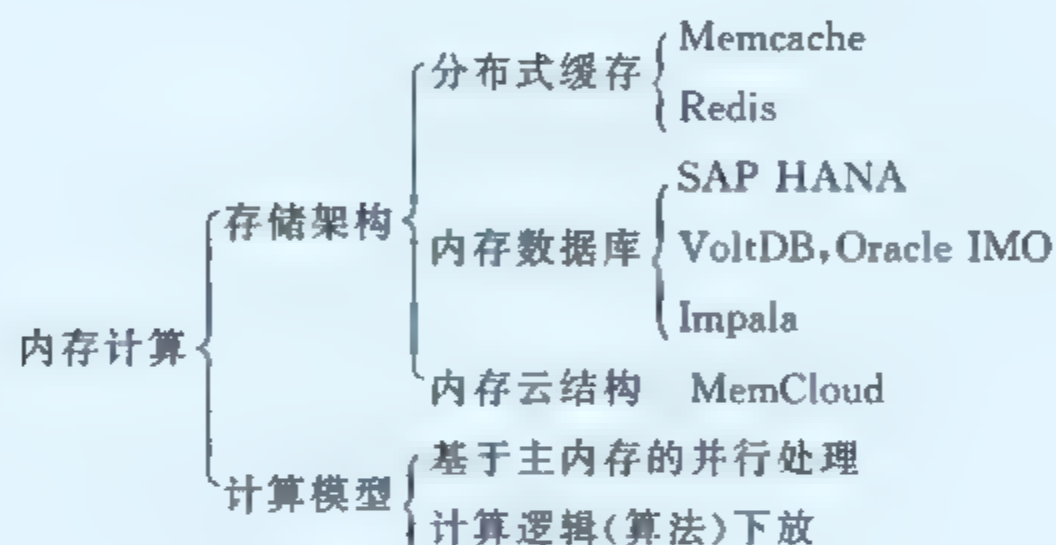 内存计算
存储架构
分布式缓存
Memcache
Redis
内存数据库
SAP HANA
VoltDB,Oracle IMO
Impala
内存云结构 MemCloud
计算模型
基于主内存的并行处理
计算逻辑(算法)下放